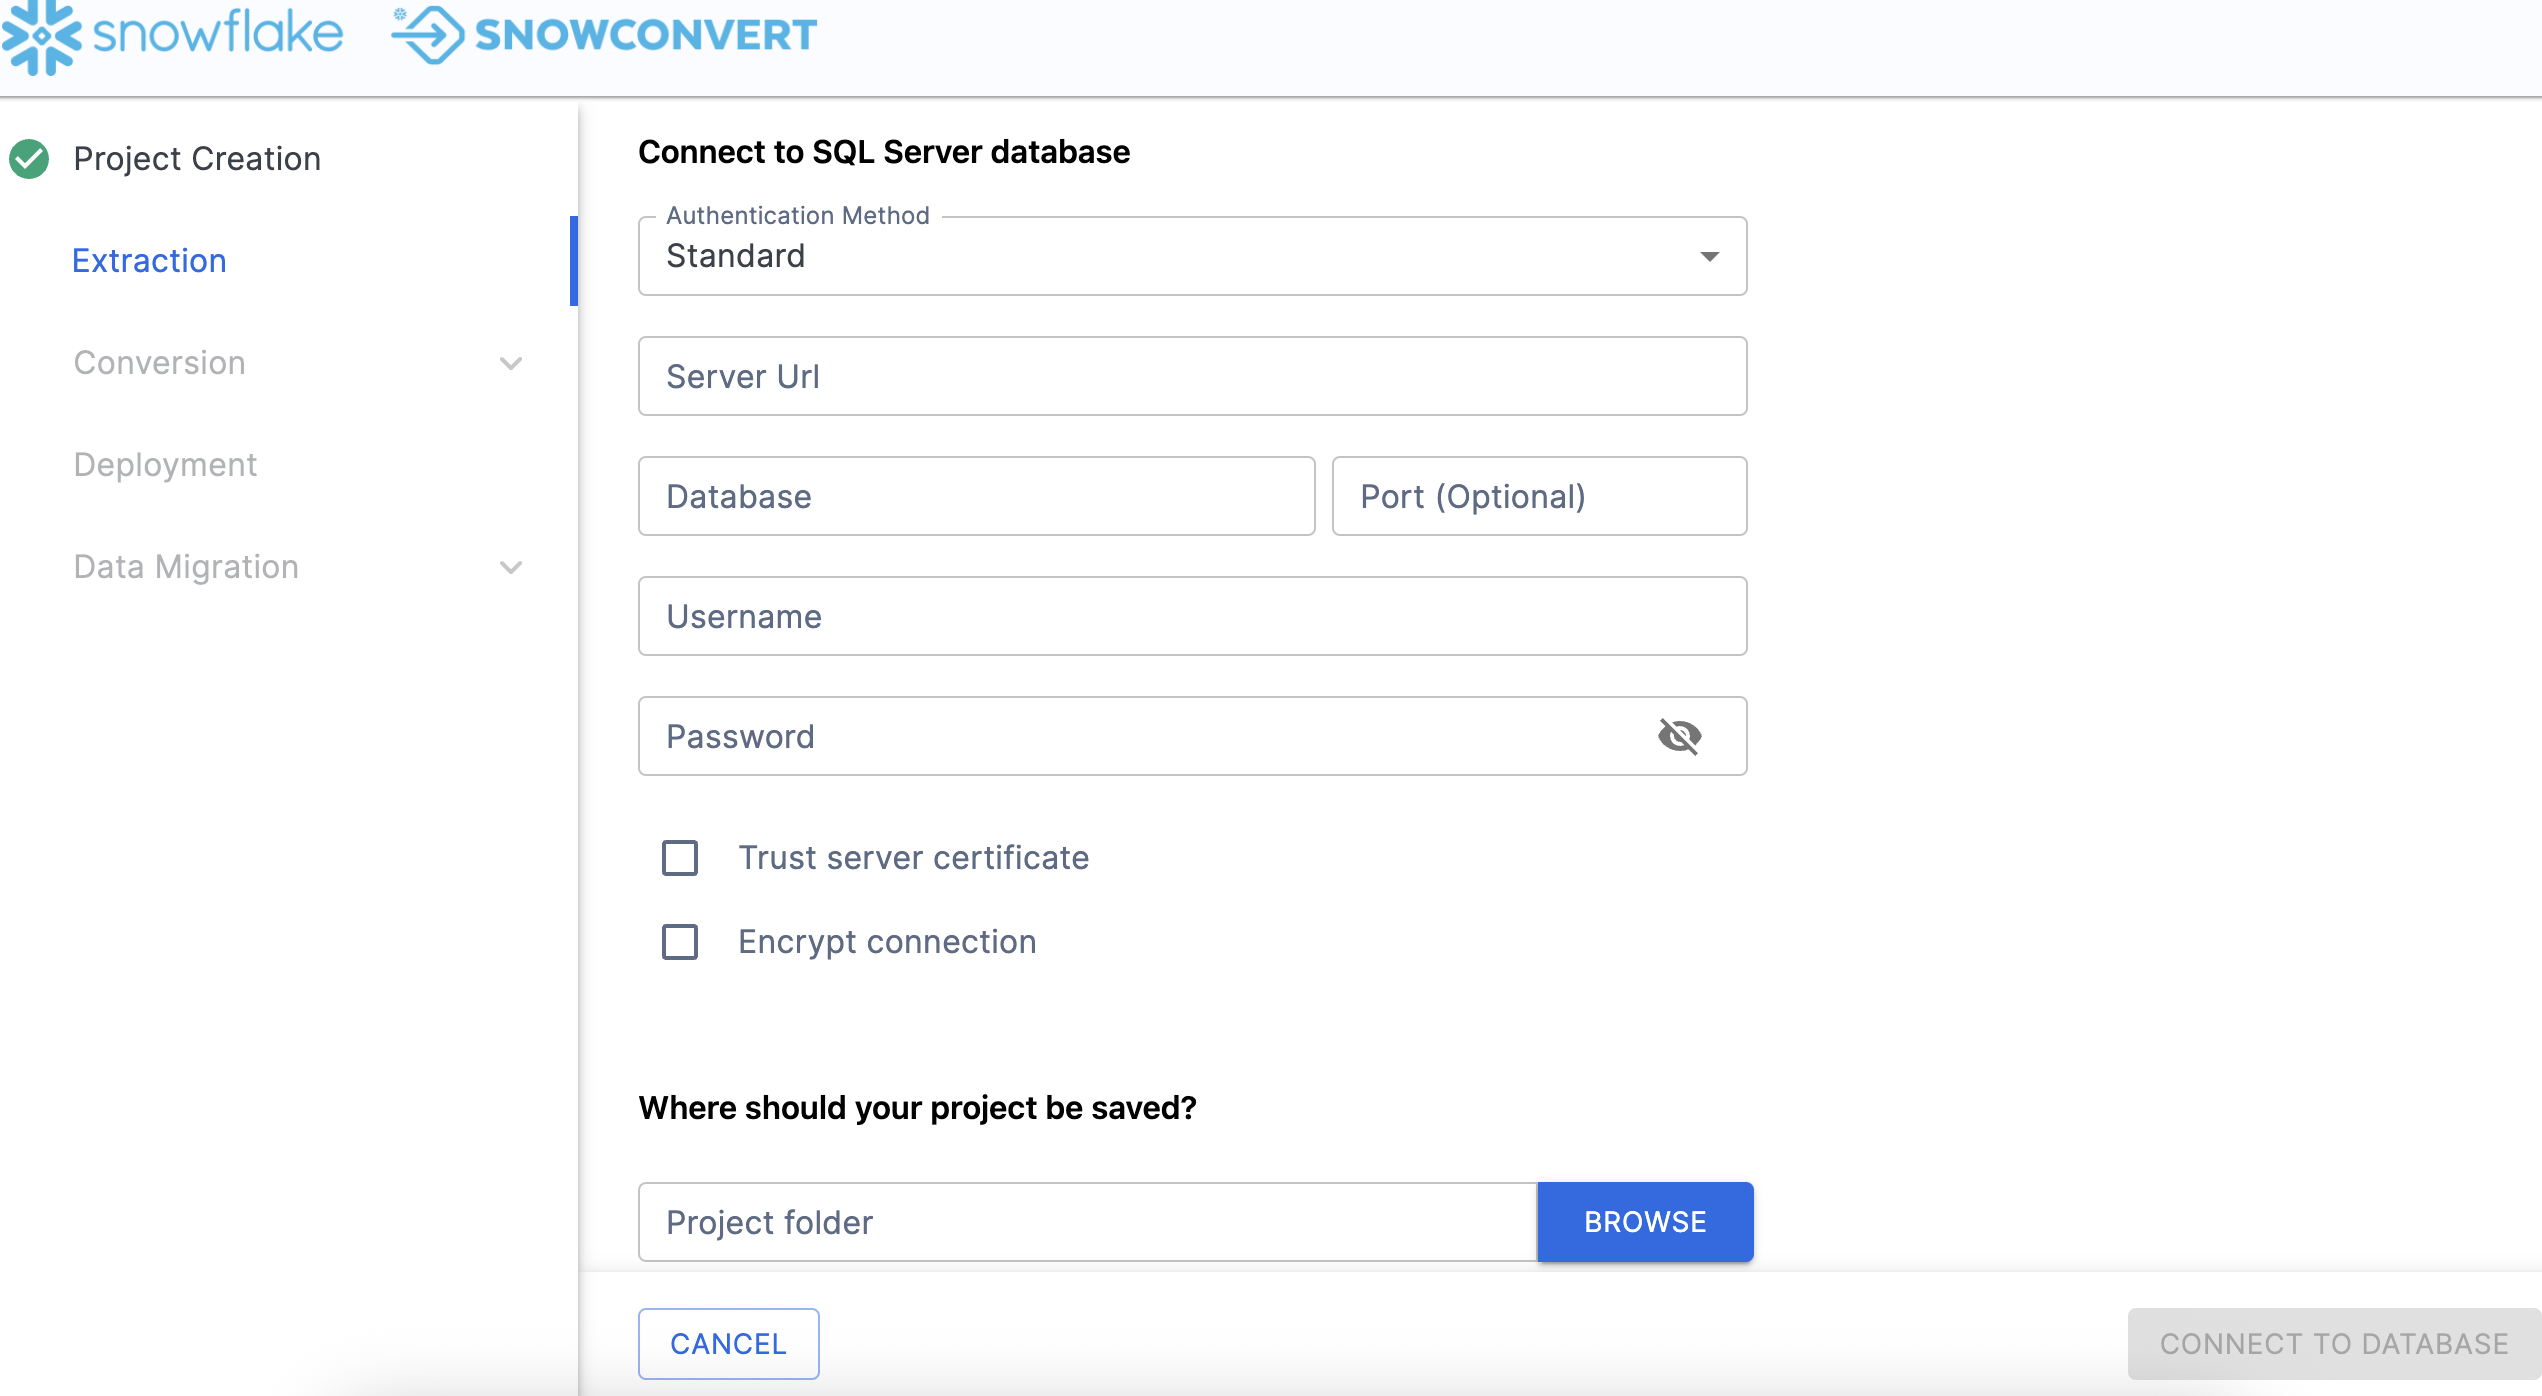 snowflake SNOWCONVERT
Project Creation
Extraction
Conversion
Deployment
Data Migration
Connect to SQL Server database
Authentication Method
Standard
Server Url
Database
Port (Optional)
Username
Password
Trust server certificate
Encrypt connection
Where should your project be saved?
Project folder
BROWSE
CANCEL
CONNECT TO DATABASE